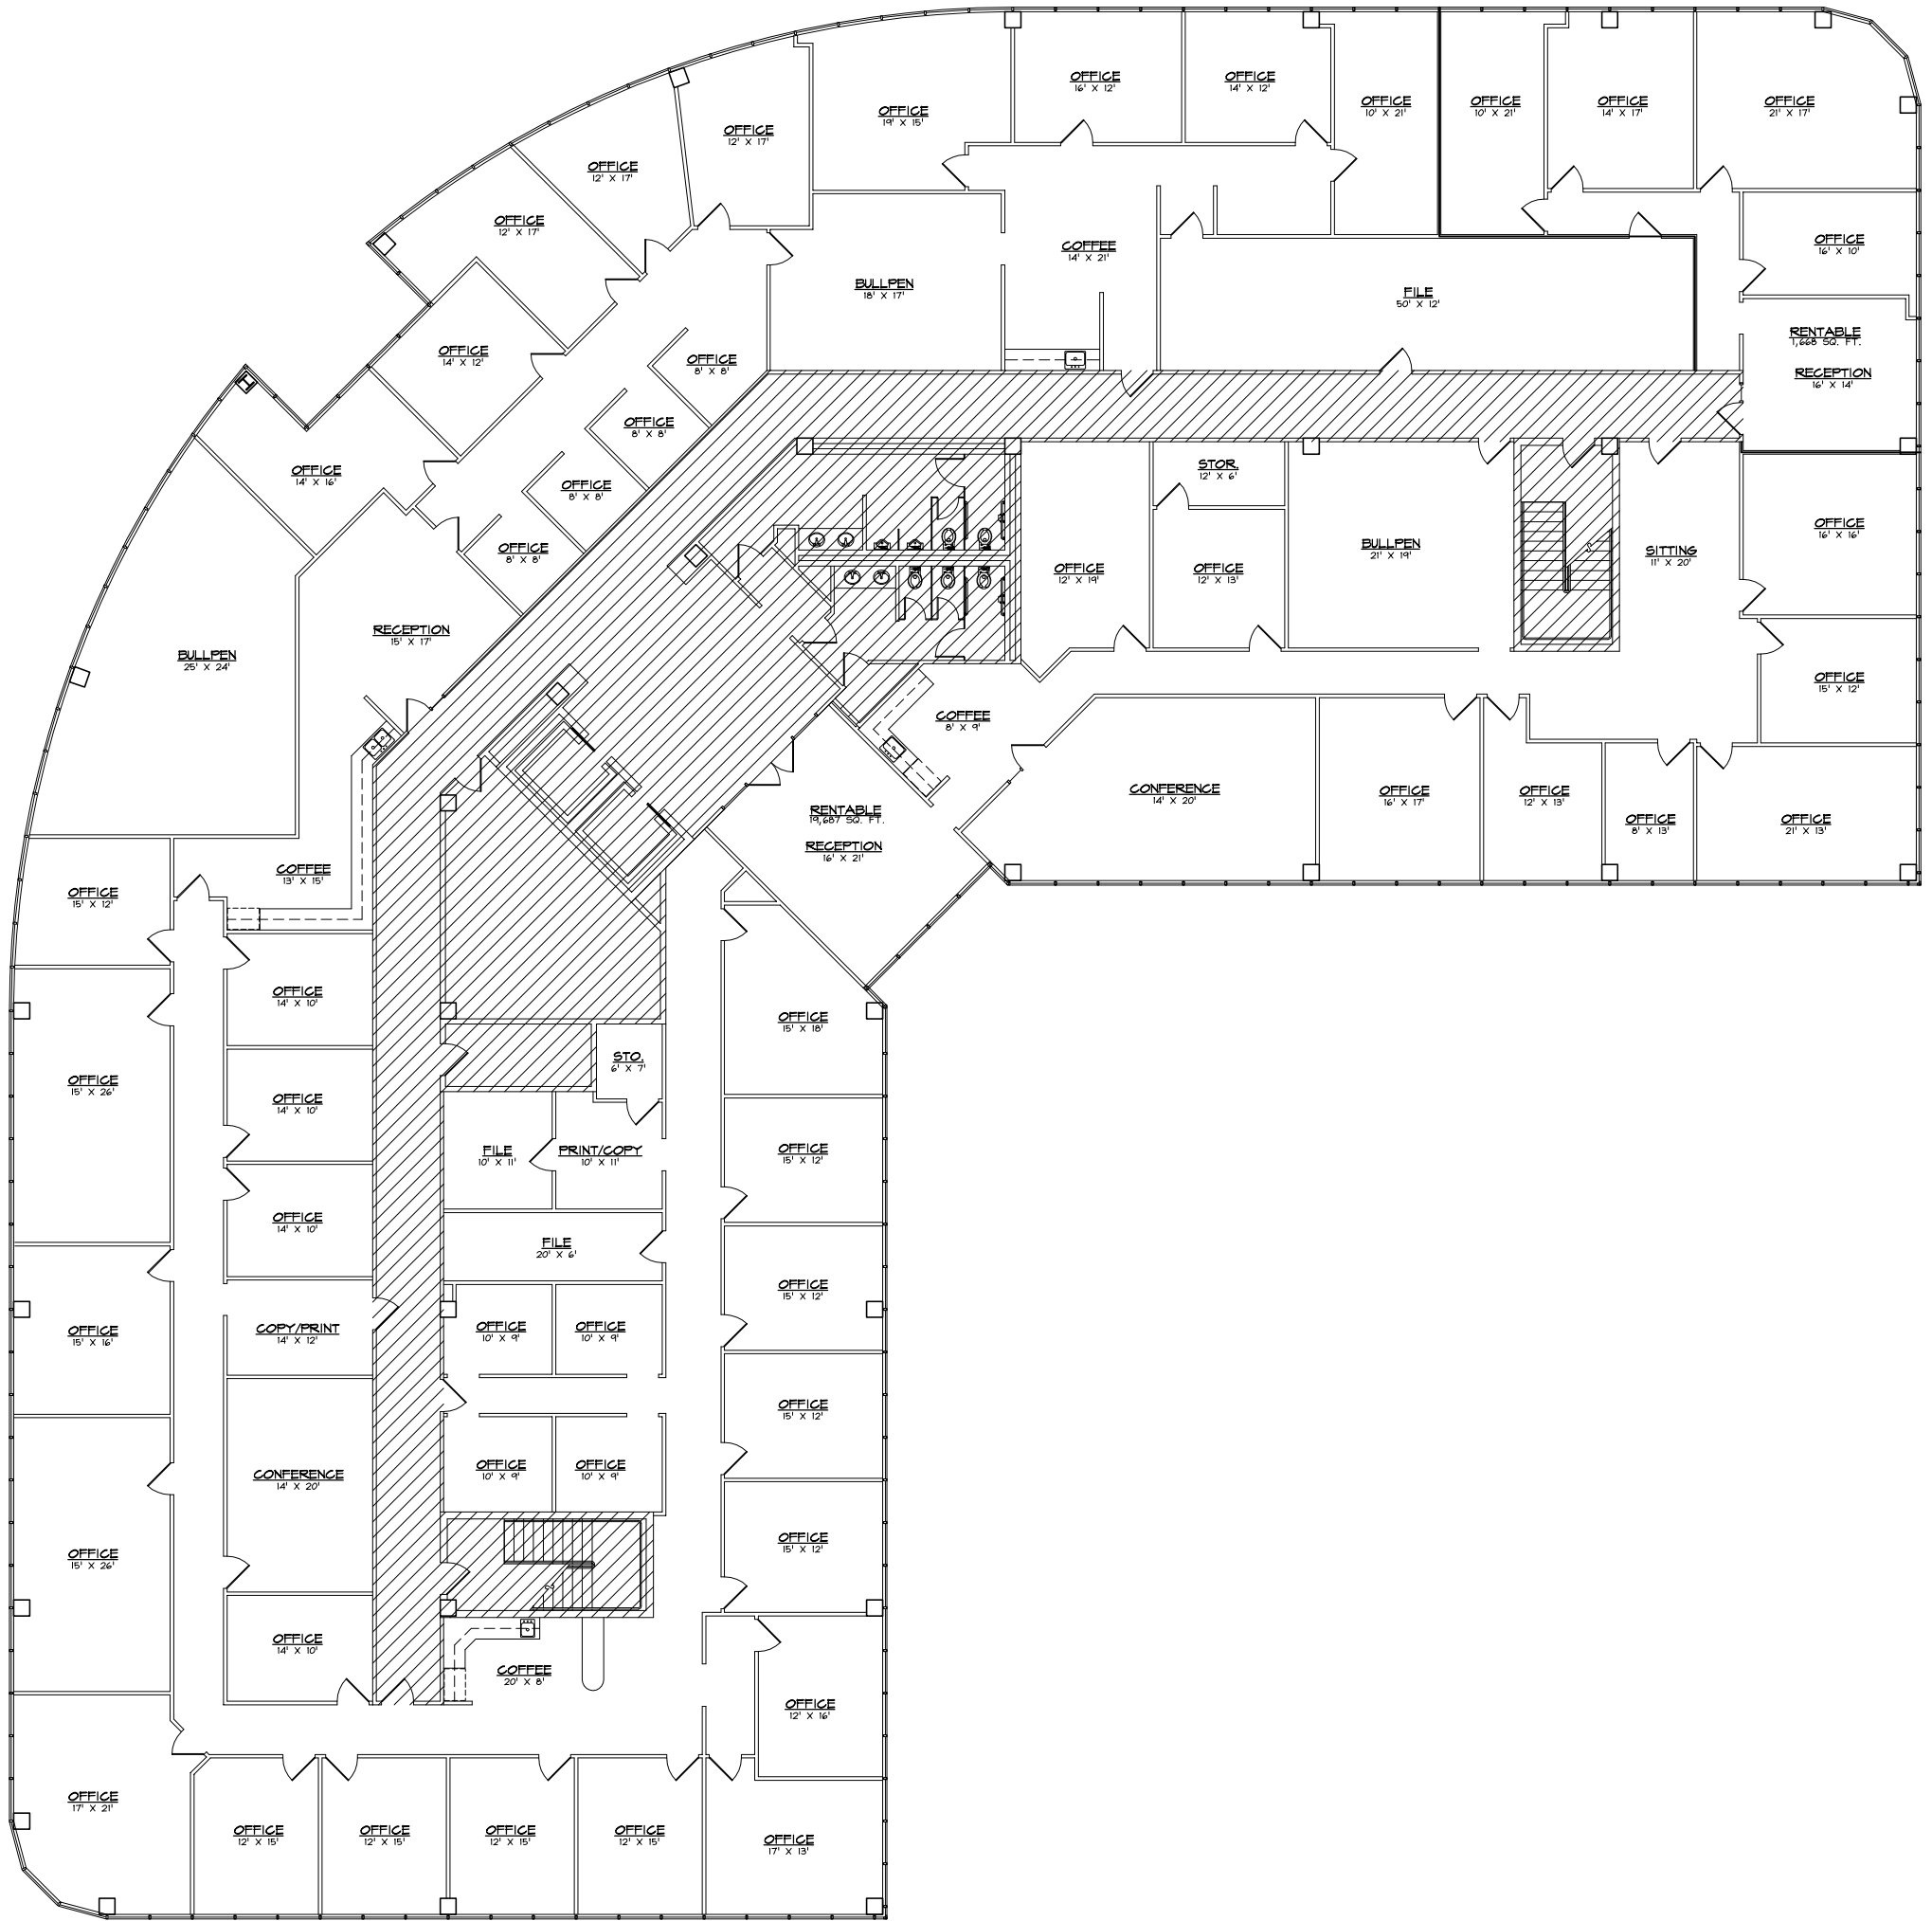 OFFICE
16' X 12'
OFFICE
14' X 12'
OFFICE
10' X 21'
OFFICE
10' X 21'
OFFICE
14' X 17'
OFFICE
21' X 17'
OFFICE
19' X 15'
OFFICE
12' X 17'
OFFICE
12' X 17'
OFFICE
12' X 17'
OFFICE
16' X 10'
COFFEE
14' X 21'
BULLPEN
18' X 17'
FILE
50' X 12'
RENTABLE
1,668 SQ. FT.
RECEPTION
16' X 14'
OFFICE
14' X 12'
OFFICE
8' X 8'
OFFICE
8' X 8'
OFFICE
14' X 16'
OFFICE
8' X 8'
OFFICE
8' X 8'
STOR.
12' X 6'
OFFICE
12' X 19'
OFFICE
12' X 13'
BULLPEN
21' X 19'
SITTING
11' X 20'
OFFICE
16' X 16'
RECEPTION
15' X 17'
BULLPEN
25' X 24'
OFFICE
15' X 12'
COFFEE
8' X 9'
CONFERENCE
14' X 20'
OFFICE
16' X 17'
OFFICE
12' X 13'
OFFICE
8' X 13'
OFFICE
21' X 13'
RENTABLE
19,687 SQ. FT.
RECEPTION
16' X 21'
COFFEE
13' X 15'
OFFICE
15' X 12'
OFFICE
14' X 10'
OFFICE
15' X 18'
STO.
6' X 7'
OFFICE
15' X 26'
OFFICE
14' X 10'
FILE
10' X 11'
PRINT/COPY
10' X 11'
OFFICE
15' X 12'
OFFICE
14' X 10'
FILE
20' X 6'
OFFICE
15' X 12'
OFFICE
15' X 16'
COPY/PRINT
14' X 12'
OFFICE
10' X 9'
OFFICE
10' X 9'
OFFICE
15' X 12'
CONFERENCE
14' X 20'
OFFICE
10' X 9'
OFFICE
10' X 9'
OFFICE
15' X 26'
OFFICE
15' X 12'
OFFICE
14' X 10'
COFFEE
20' X 8'
OFFICE
12' X 16'
OFFICE
17' X 21'
OFFICE
12' X 15'
OFFICE
12' X 15'
OFFICE
12' X 15'
OFFICE
12' X 15'
OFFICE
17' X 13'